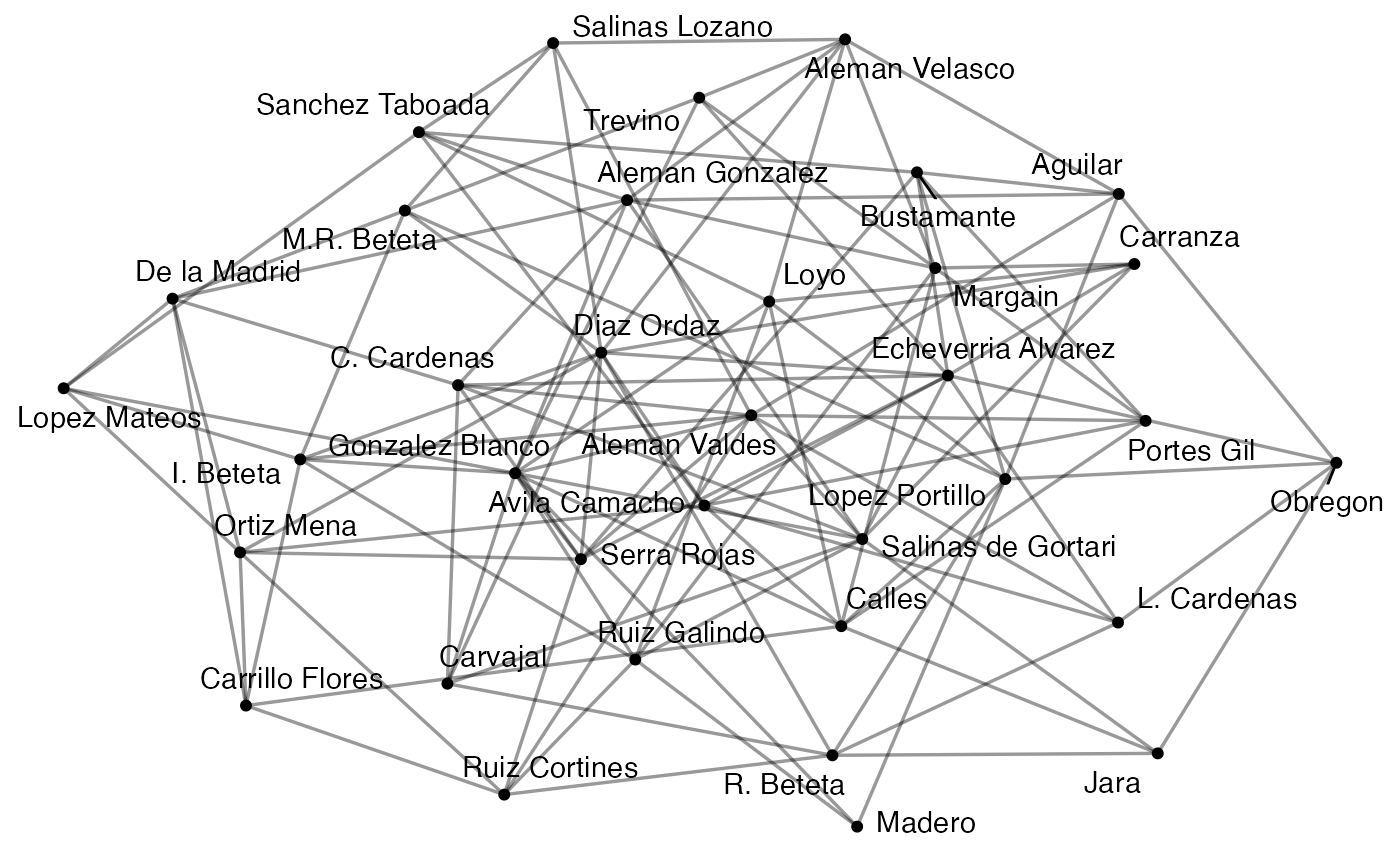 Salinas Lozano
Aleman Velasco
Sanchez Taboada
Trevino
Aguilar
Aleman Gonzalez
Bustamante
M.R. Beteta
Carranza
De la Madrid
Loyo
Margain
Diaz Ordaz
C. Cardenas
Echeverria Alvarez
Lopez Mateos
Gonzalez Blanco
Aleman Valdes
Portes Gil
I. Beteta
Avila Camacho
Lopez Portillo
Obregon
Ortiz Mena
Serra Rojas
Salinas de Gortari
Calles
L. Cardenas
Ruiz Galindo
Carvajal
Carrillo Flores
Ruiz Cortines
R. Beteta
Jara
Madero